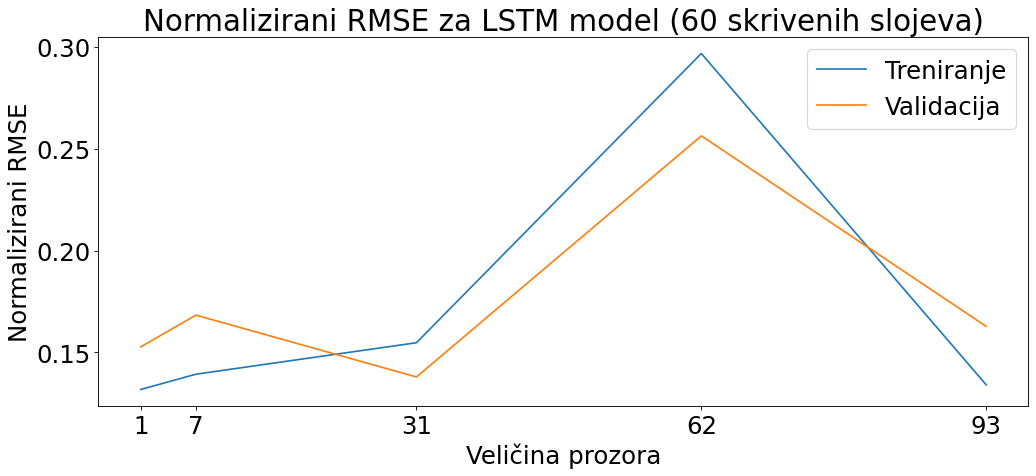 Normalizirani RMSE za LSTM model (60 skrivenih slojeva)
Normalizirani RMSE
0.30
0.25
0.20
0.15
Treniranje
Validacija
1 7 31 62 93
Veličina prozora